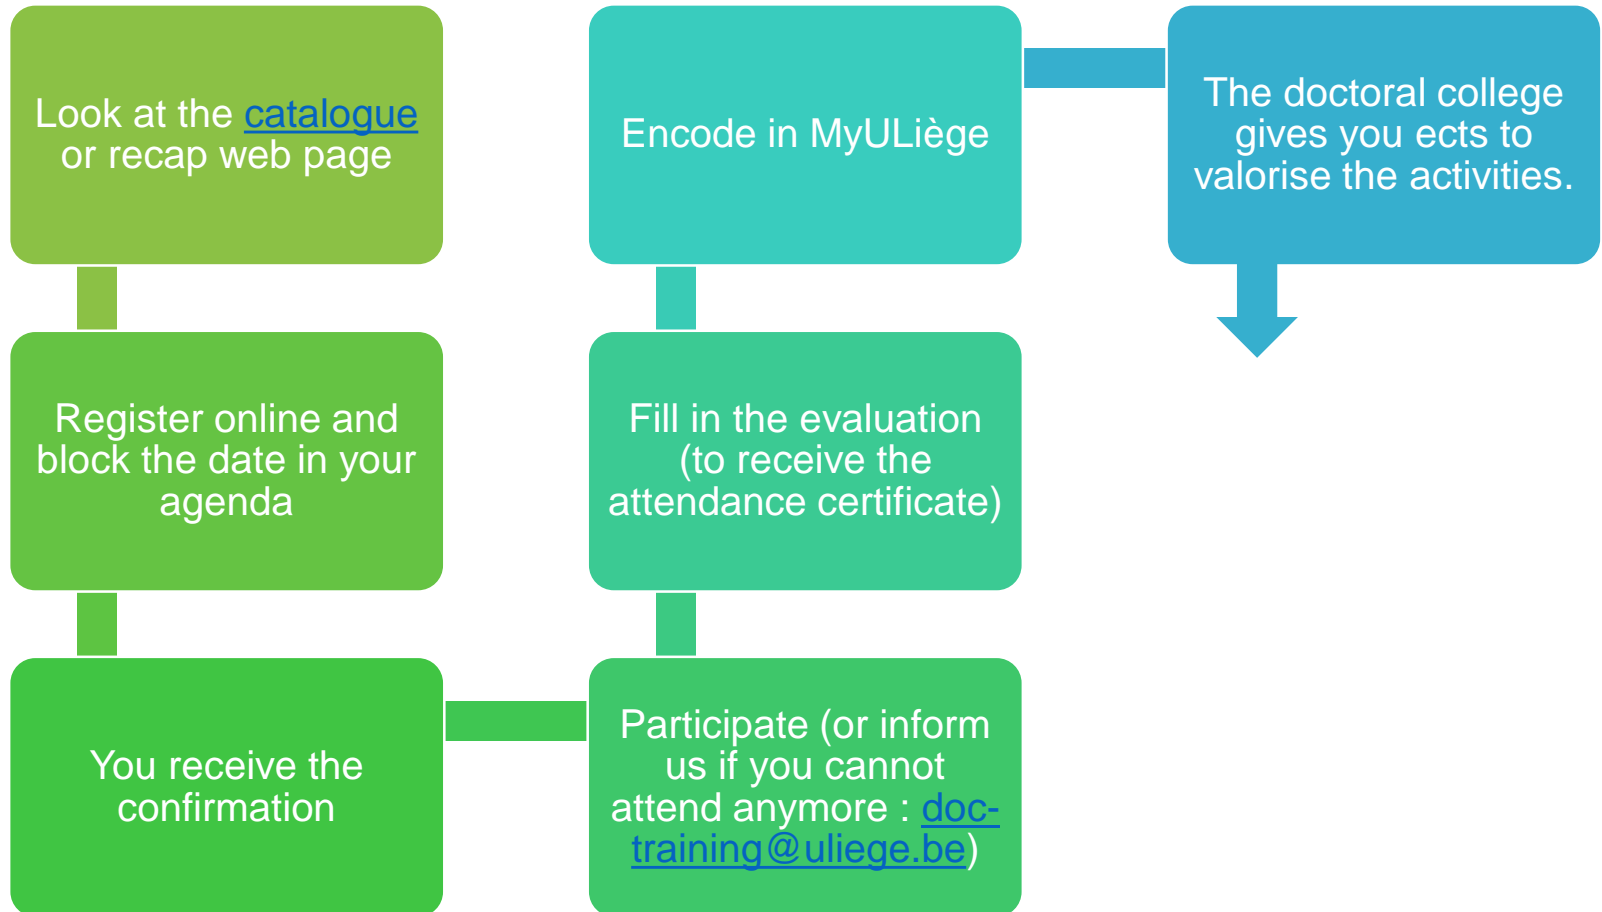 Look at the catalogue
or recap web page
Register online and
block the date in your
agenda
You receive the
confirmation
Participate (or inform
us if you cannot
attend anymore : doc-
training@uliege.be)
Fill in the evaluation
(to receive the
attendance certificate)
Encode in MyULiège
The doctoral college
gives you ects to
valorise the activities.